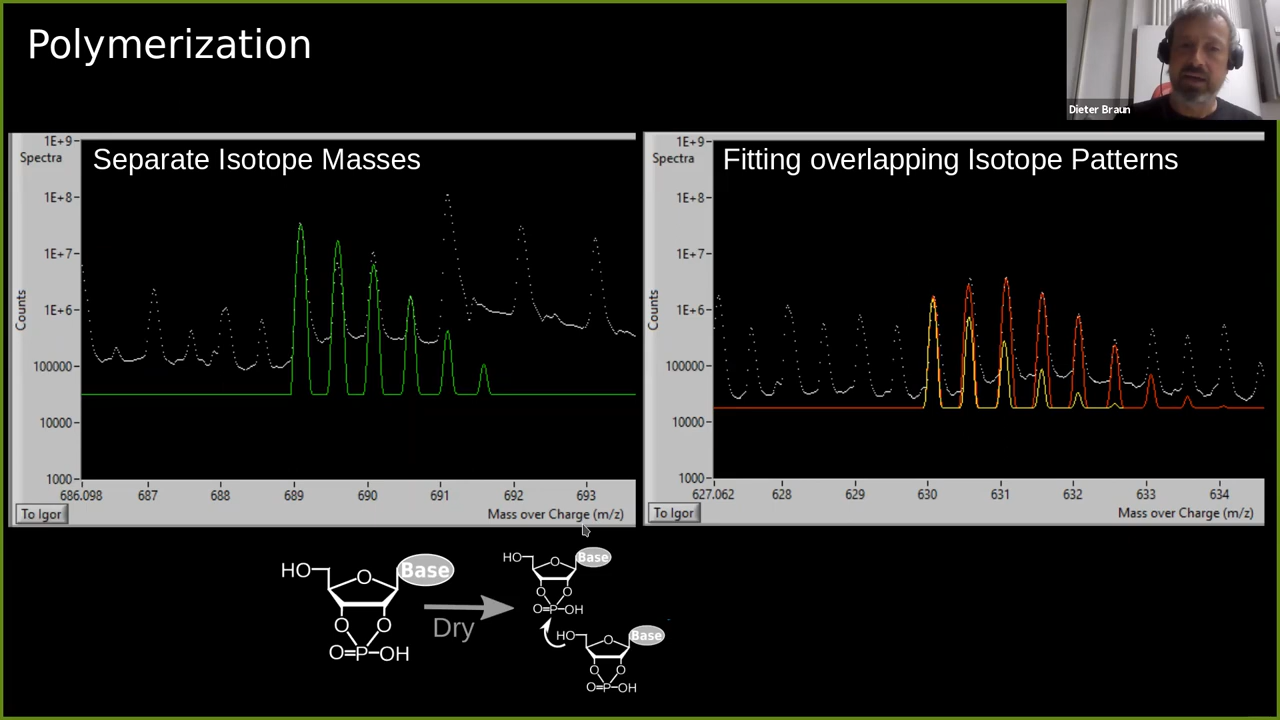 Polymerization
Dieter Braun
1E+9
Spectra
Separate Isotope Masses
1E+8
1E+7
Counts
1E+6
100000
10000
1000
686.098 687 688 689 690 691 692 693
To Igor
Mass over Charge (m/z)
1E+9
Spectra
Fitting overlapping Isotope Patterns
1E+8
1E+7
Counts
1E+6
100000
10000
1000
627.062 628 629 630 631 632 633 634
To Igor
Mass over Charge (m/z)
HO
O
Base
O O
O=P-OH
Dry
HO
O
Base
O O
O=P-OH
HO
O
Base
O O
O=P-OH